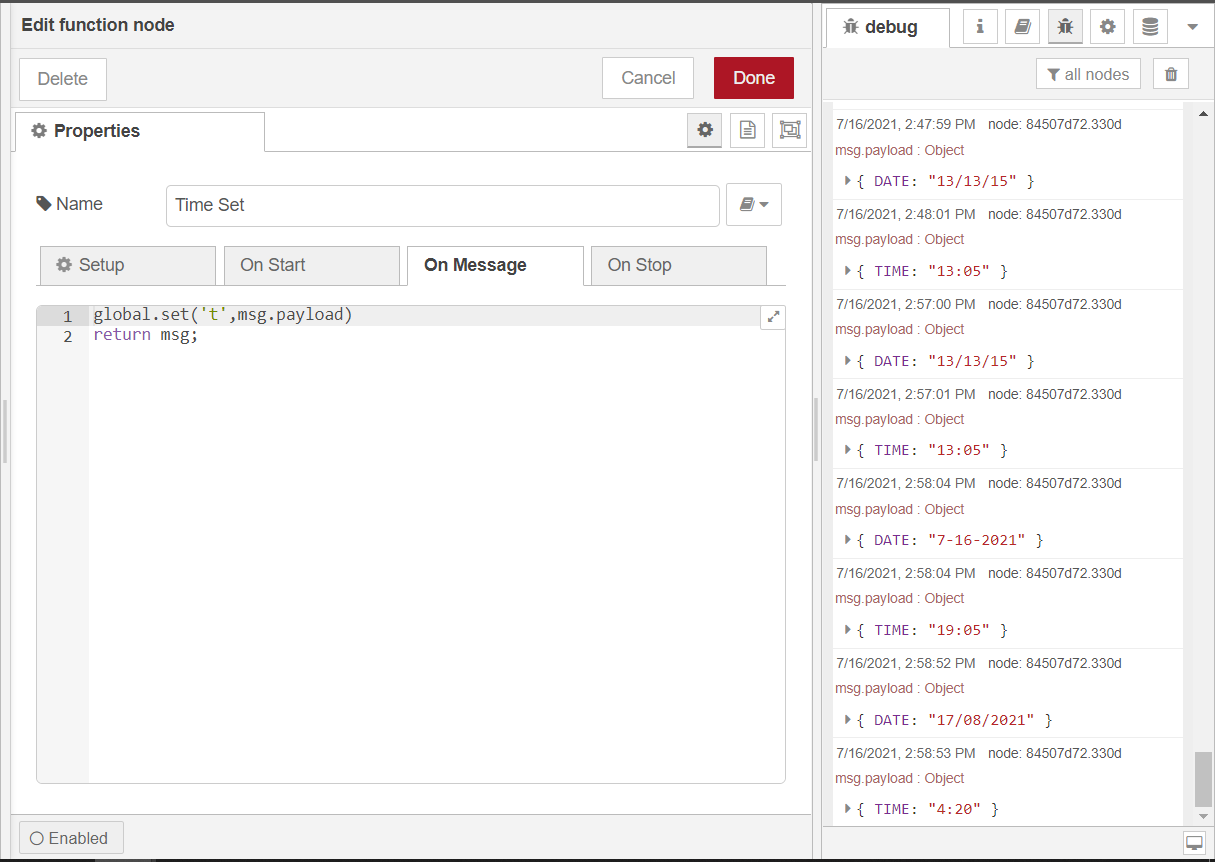 Edit function node
Delete
Cancel
Done
Properties
Name
Time Set
Setup
On Start
On Message
On Stop
1 global.set('t',msg.payload)
2 return msg;
Enabled
debug
all nodes
7/16/2021, 2:47:59 PM node: 84507d72.330d
msg.payload : Object
{ DATE: "13/13/15" }
7/16/2021, 2:48:01 PM node: 84507d72.330d
msg.payload : Object
{ TIME: "13:05" }
7/16/2021, 2:57:00 PM node: 84507d72.330d
msg.payload : Object
{ DATE: "13/13/15" }
7/16/2021, 2:57:01 PM node: 84507d72.330d
msg.payload : Object
{ TIME: "13:05" }
7/16/2021, 2:58:04 PM node: 84507d72.330d
msg.payload : Object
{ DATE: "7-16-2021" }
7/16/2021, 2:58:04 PM node: 84507d72.330d
msg.payload : Object
{ TIME: "19:05" }
7/16/2021, 2:58:52 PM node: 84507d72.330d
msg.payload : Object
{ DATE: "17/08/2021" }
7/16/2021, 2:58:53 PM node: 84507d72.330d
msg.payload : Object
{ TIME: "4:20" }